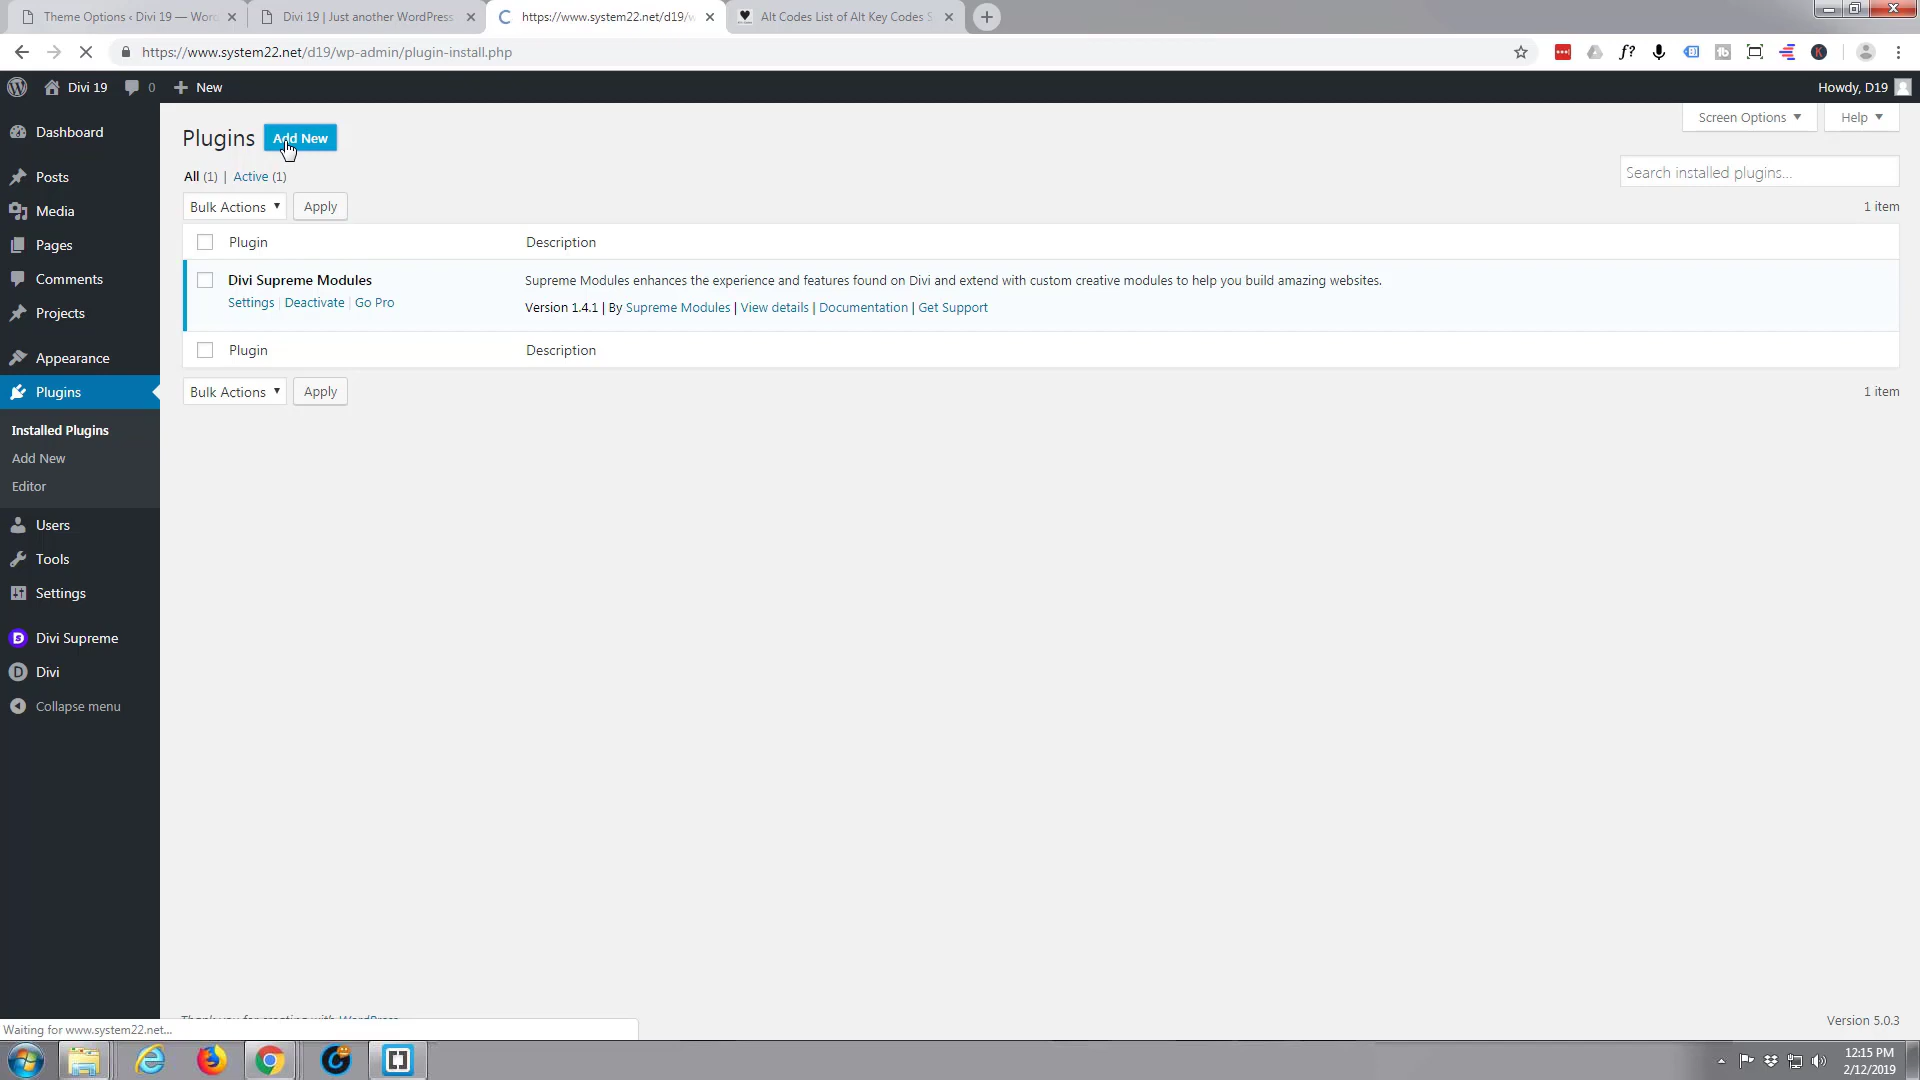 Theme Options ‹ Divi 19 — Wor
Divi 19 | Just another WordPress
https://www.system22.net/d19/w
Alt Codes List of Alt Key Codes S
https://www.system22.net/d19/wp-admin/plugin-install.php
Divi 19
0
New
Howdy, D19
Dashboard
Posts
Media
Pages
Comments
Projects
Appearance
Plugins
Installed Plugins
Add New
Editor
Users
Tools
Settings
Divi Supreme
Divi
Collapse menu
Screen Options
Help
Plugins Add New
All (1) | Active (1)
Search installed plugins...
Bulk Actions Apply 1 item
Plugin Description
Divi Supreme Modules
Settings | Deactivate | Go Pro
Supreme Modules enhances the experience and features found on Divi and extend with custom creative modules to help you build amazing websites.
Version 1.4.1 | By Supreme Modules | View details | Documentation | Get Support
Plugin Description
Bulk Actions Apply 1 item
Thank you for creating with WordPress
Version 5.0.3
Waiting for www.system22.net...
12:15 PM
2/12/2019